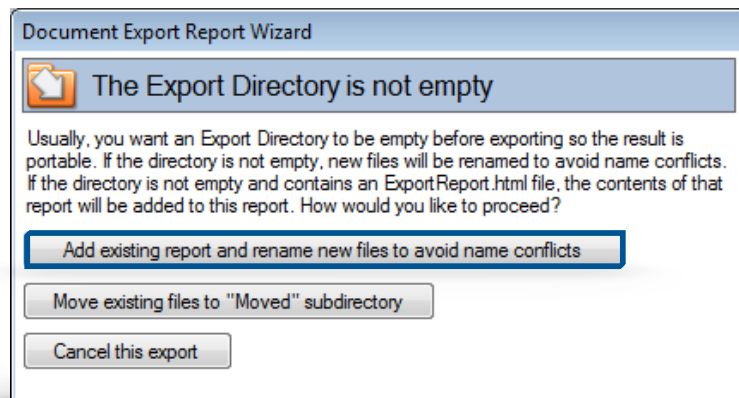 Document Export Report Wizard
The Export Directory is not empty
Usually, you want an Export Directory to be empty before exporting so the result is
portable. If the directory is not empty, new files will be renamed to avoid name conflicts.
If the directory is not empty and contains an ExportReport.html file, the contents of that
report will be added to this report. How would you like to proceed?
Add existing report and rename new files to avoid name conflicts
Move existing files to "Moved" subdirectory
Cancel this export